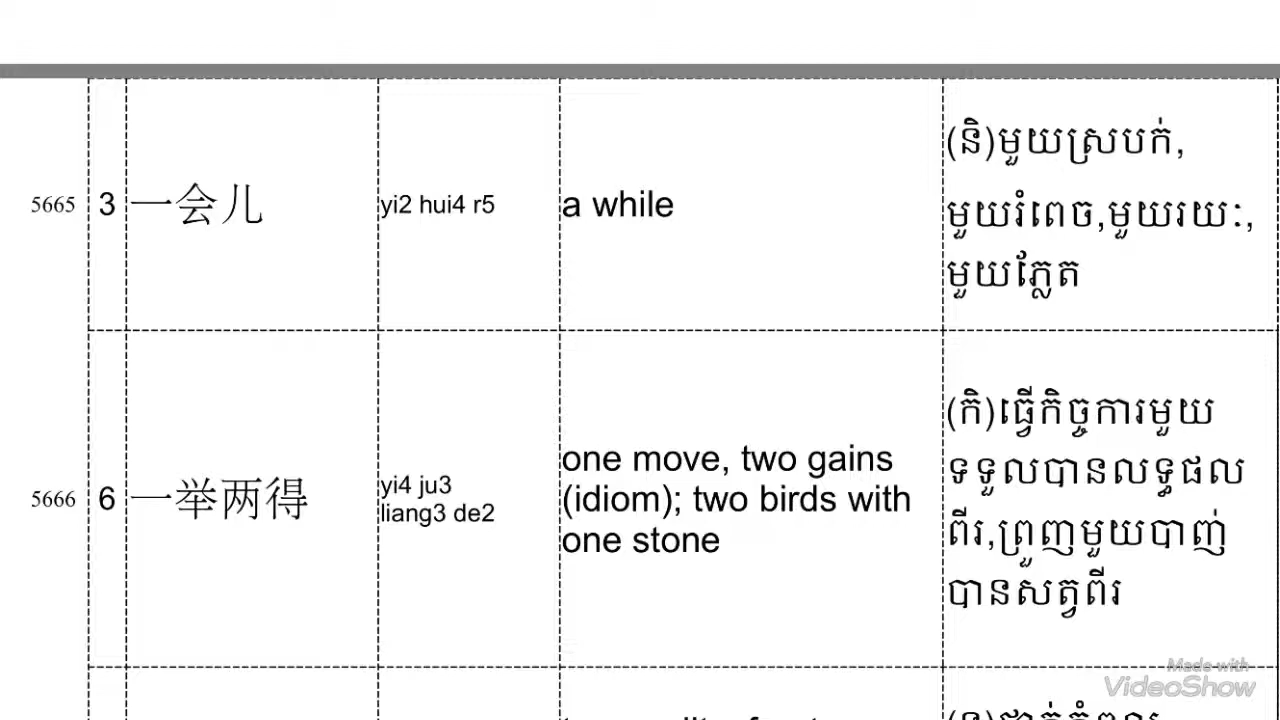 5665 3 一会儿 yi2 hui4 r5 a while
(និ)មួយស្របក់,
មួយរំពេច,មួយរយៈ,
មួយភ្លែត
5666 6 一举两得
yi4 ju3
liang3 de2
one move, two gains
(idiom); two birds with
one stone
(កិ)ធ្វើកិច្ចការមួយ
ទទួលបានលទ្ធផល
ពីរ,ព្រួញមួយបាញ់
បានសត្វពីរ
Made with
VideoShow